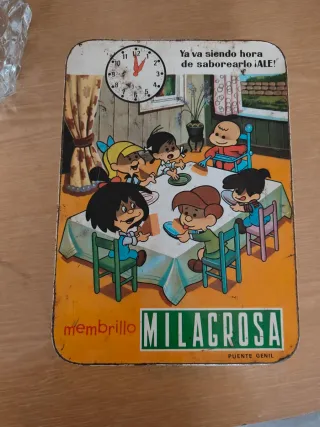 Ya va siendo hora
de saborearlo ¡ALE!
membrillo
MILAGROSA
PUENTE GENIL